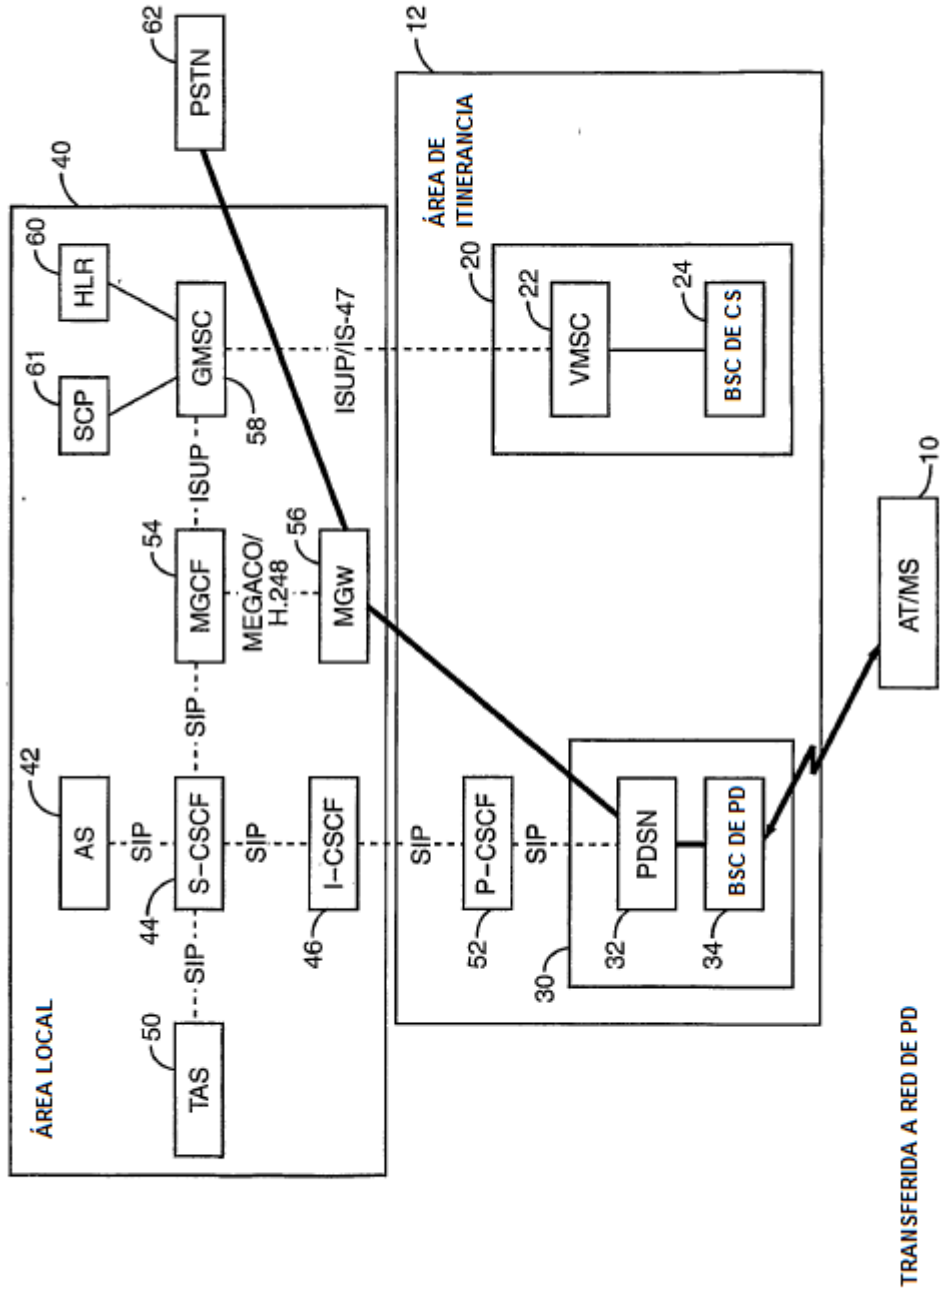 ÁREA LOCAL
40
TAS
50
SIP
AS
42
SIP
S-CSCF
44
SIP
I-CSCF
46
SIP
MGCF
54
MEGACO/
H.248
MGW
56
ISUP
SCP
61
HLR
60
GMSC
58
PSTN
62
ISUP/IS-47
ÁREA DE
ITINERANCIA
12
SIP
P-CSCF
52
SIP
30
PDSN
32
BSC DE PD
34
20
VMSC
22
BSC DE CS
24
AT/MS
10
TRANSFERIDA A RED DE PD